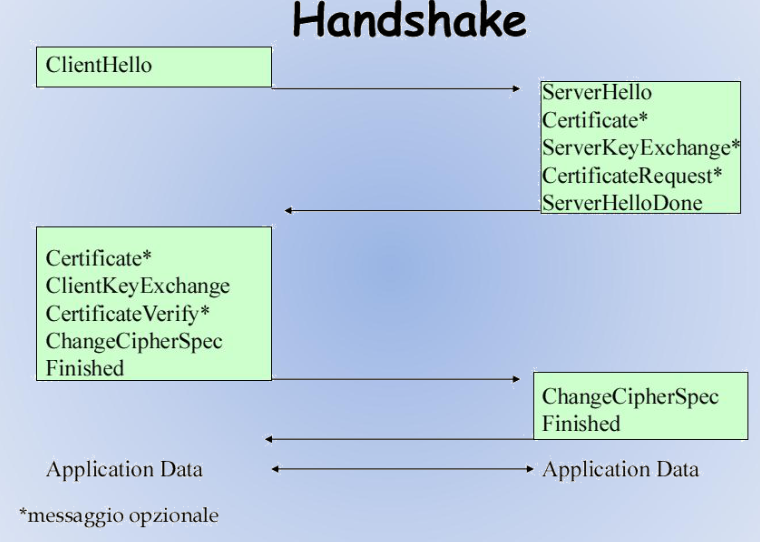 Handshake
ClientHello
ServerHello
Certificate*
ServerKeyExchange*
CertificateRequest*
ServerHelloDone
Certificate*
ClientKeyExchange
CertificateVerify*
ChangeCipherSpec
Finished
ChangeCipherSpec
Finished
Application Data
Application Data
*messaggio opzionale